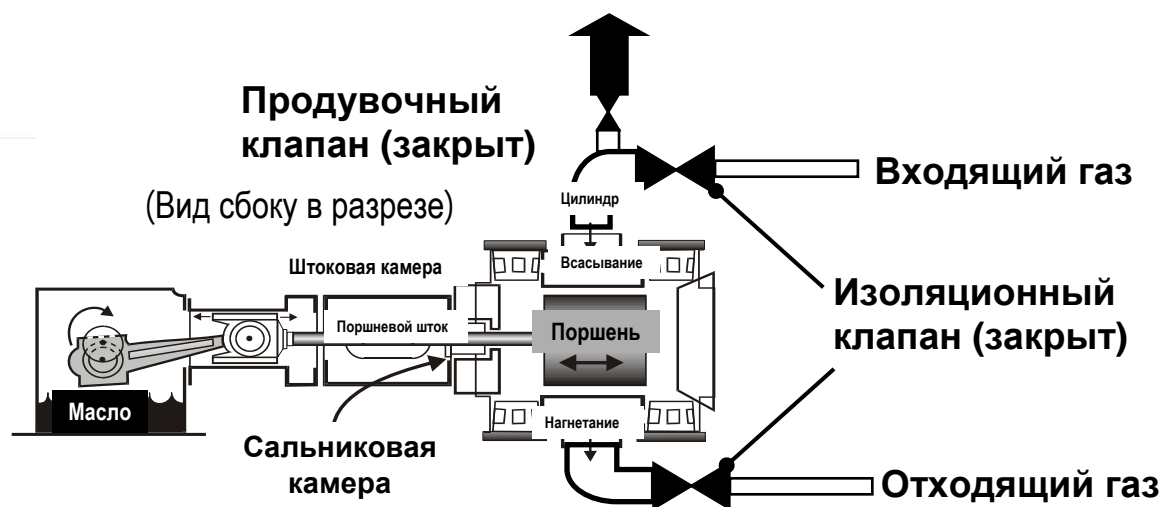 Продувочный
клапан (закрыт)
(Вид сбоку в разрезе)
Входящий газ
Цилиндр
Штоковая камера
Всасывание
Изоляционный
клапан (закрыт)
Поршневой шток
Поршень
Масло
Нагнетание
Сальниковая
камера
Отходящий газ